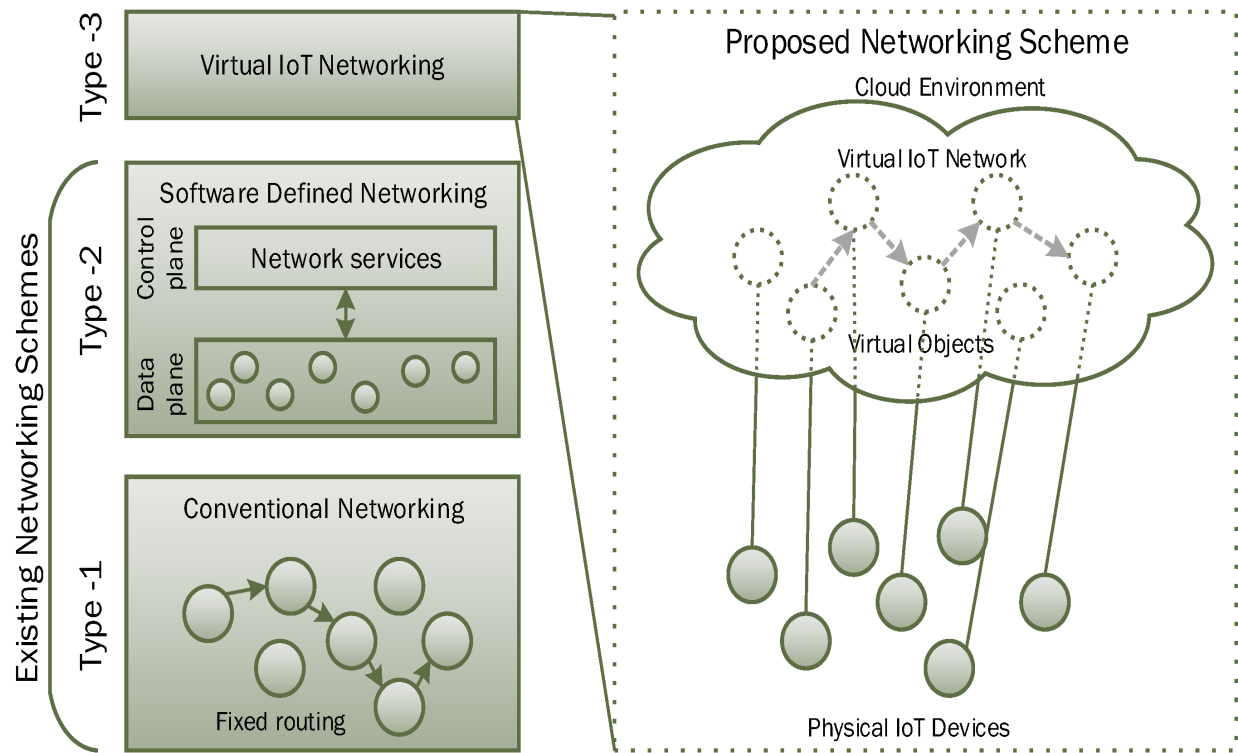 Type -3
Virtual IoT Networking
Existing Networking Schemes
Type -2
Software Defined Networking
Control
plane
Network services
Data
plane
Type -1
Conventional Networking
Fixed routing
Proposed Networking Scheme
Cloud Environment
Virtual IoT Network
Virtual Objects
Physical IoT Devices